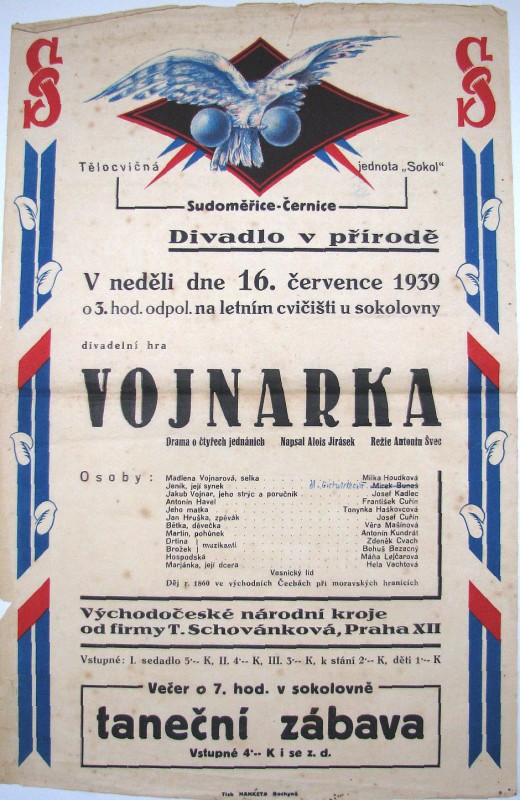 Tělocvičná jednota „Sokol"
Sudoměřice-Černice
Divadlo v přírodě
V neděli dne 16. července 1939
o 3. hod. odpol. na letním cvičišti u sokolovny
divadelní hra
VOJNARKA
Drama o čtyřech jednáních Napsal Alois Jirásek Režie Antonín Švec
Osoby:
Madlena Vojnarová, selka Milka Houdková
Jeník, její synek Mirek Buneš
Jakub Vojnar, jeho strýc a poručník Josef Kadlec
Antonín Havel František Cuřín
Jeho matka Tonynka Haškovcová
Jan Hruška, zpěvák Josef Cuřín
Bětka, děvečka Věra Mašínová
Martin, pohůnek Antonín Kundrát
Drtina Zdeněk Cvach
muzikanti
Brožek Bohuš Bezacný
Hospodská Máňa Lejčarova
Marjánka, její dcera Hela Vachtová
Vesnický lid
Děj r. 1860 ve východních Čechách při moravských hranicích
Východočeské národní kroje
od firmy T. Schovánková, Praha XII
Vstupné: I. sedadlo 5·-- K, II. 4·-- K, III. 3·-- K, k stání 2·-- K, děti 1·-- K
Večer o 7. hod. v sokolovně
taneční zábava
Vstupné 4·-- K i se z. d.
Tisk HANKETA Bechyně